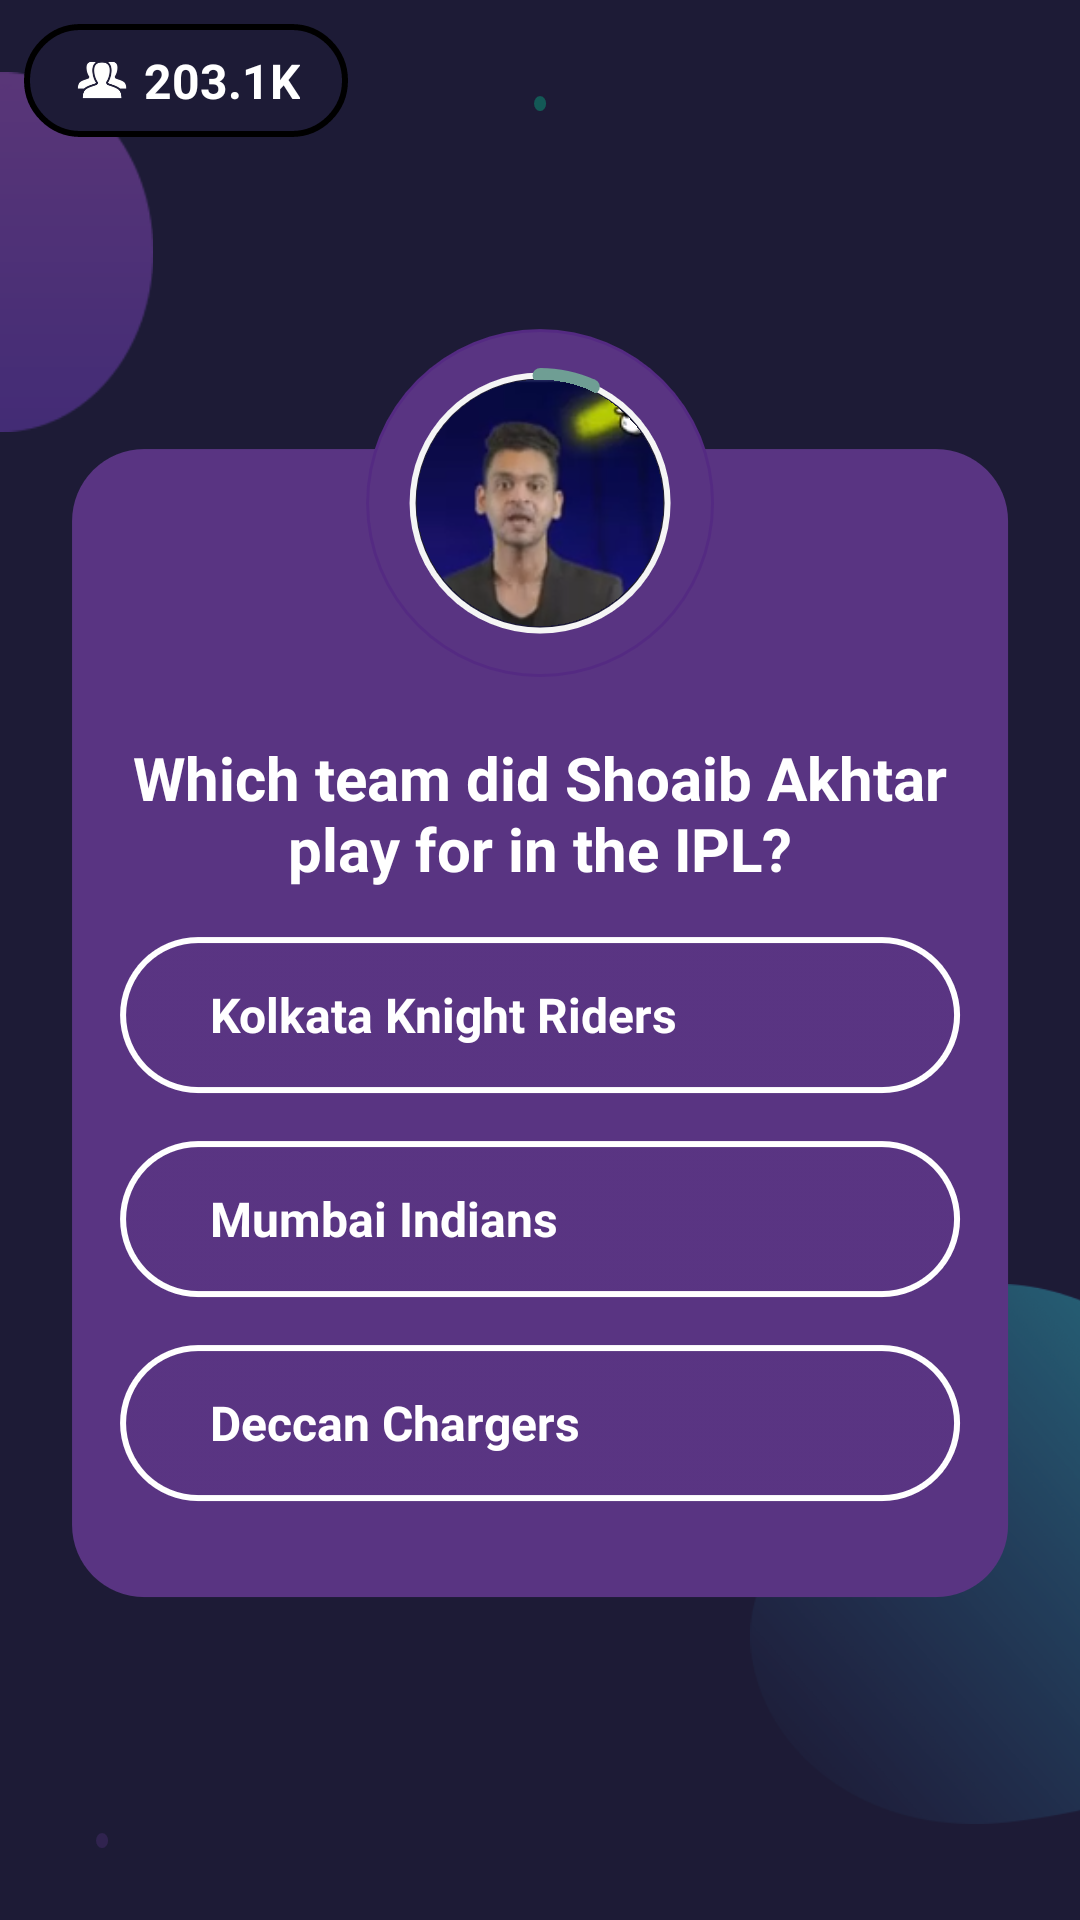 203.1K
Which team did Shoaib Akhtar
play for in the IPL?
Kolkata Knight Riders
Mumbai Indians
Deccan Chargers